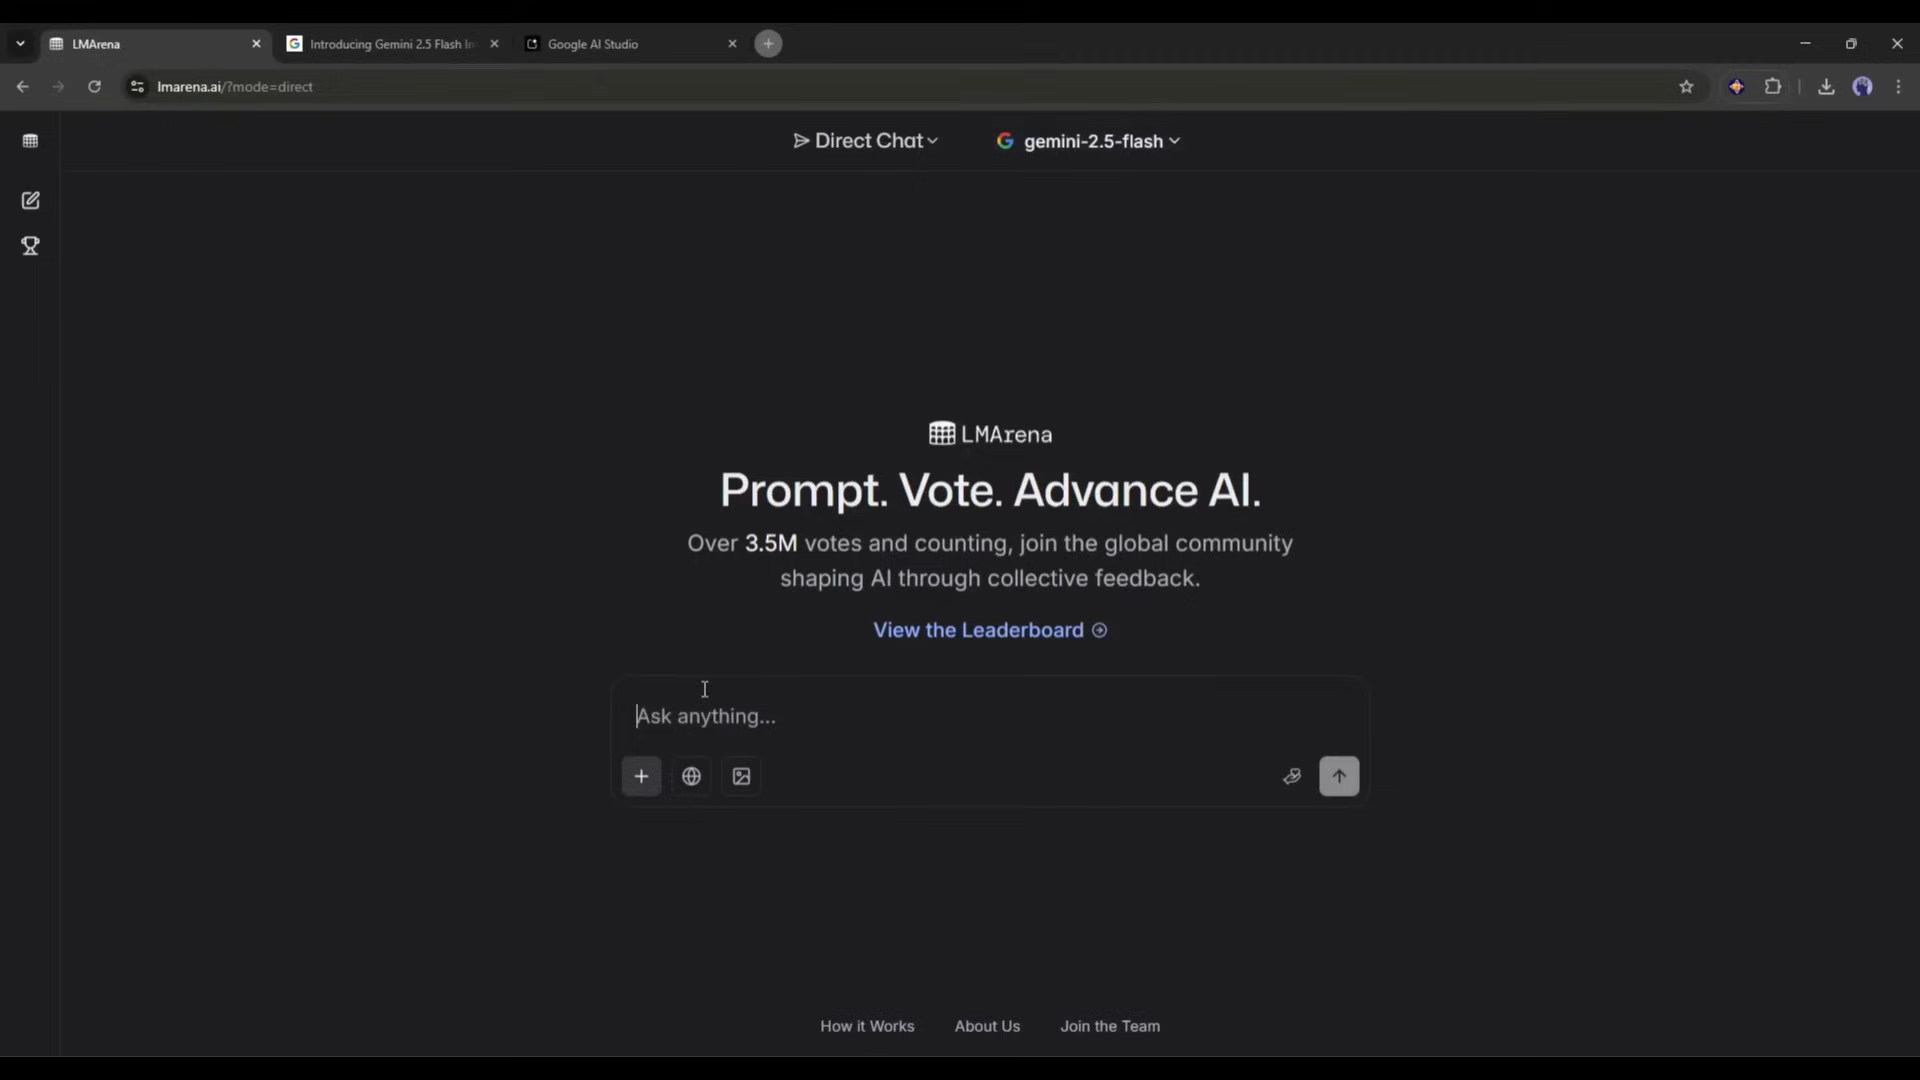 LMArena
Introducing Gemini 2.5 Flash
Google AI Studio
lmarena.ai/?mode=direct
Direct Chat
gemini-2.5-flash
LMArena
Prompt. Vote. Advance AI.
Over 3.5M votes and counting, join the global community
shaping AI through collective feedback.
View the Leaderboard
Ask anything...
How it Works
About Us
Join the Team